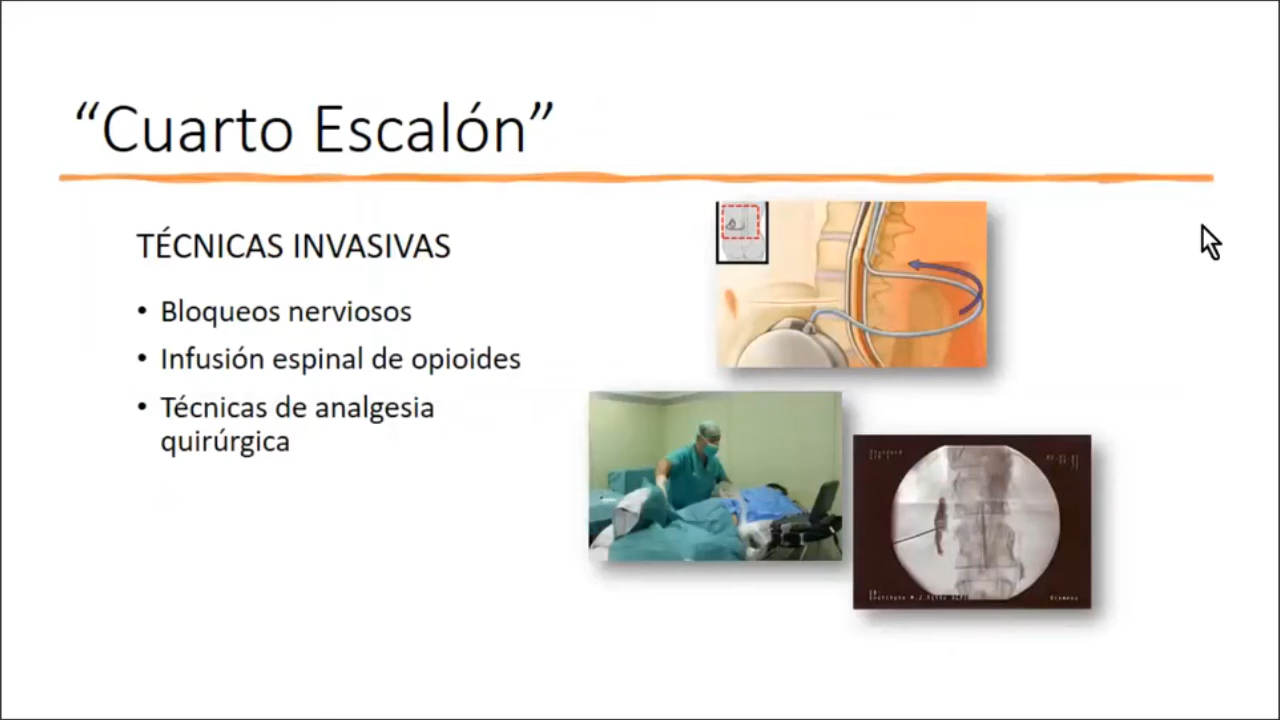 “Cuarto Escalón”
TÉCNICAS INVASIVAS
• Bloqueos nerviosos
• Infusión espinal de opioides
• Técnicas de analgesia
quirúrgica